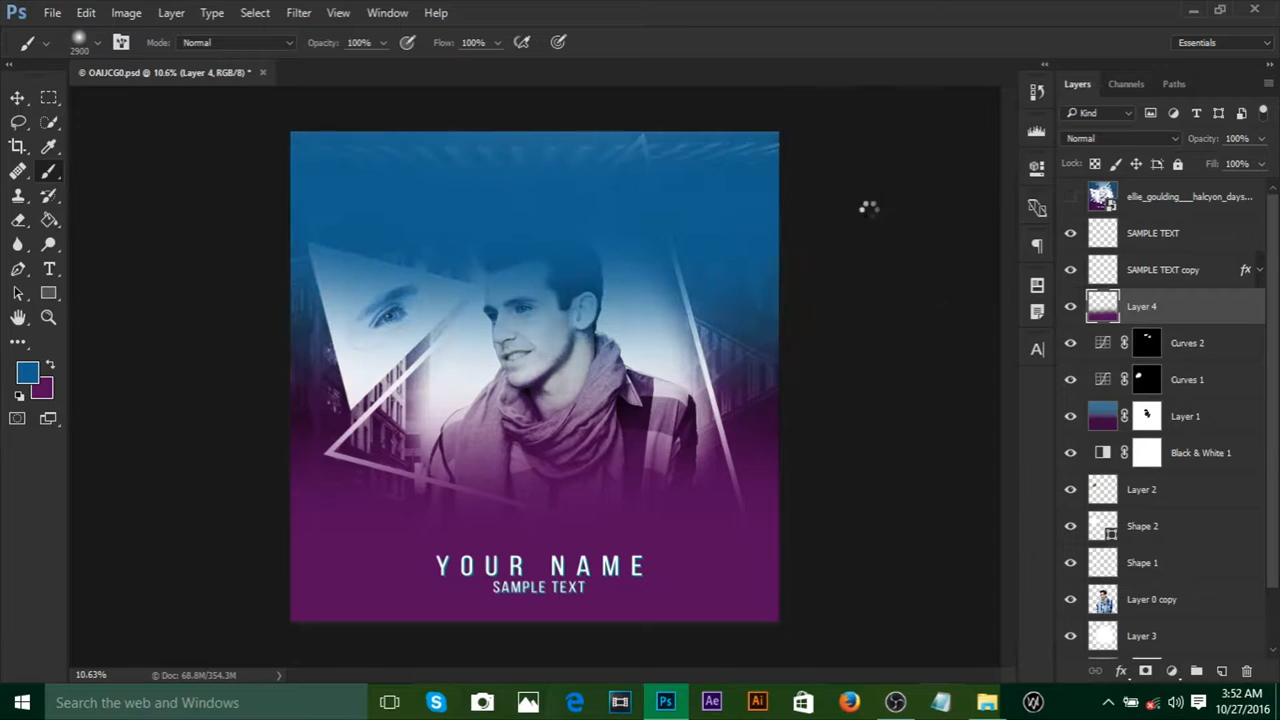 Ps File Edit Image Layer Type Select Filter 3D View Window Help
2900 Mode: Normal Opacity: 100% Flow: 100% Essentials
© OAIJCG0.psd @ 10.6% (Layer 4, RGB/8) * ×
Layers Channels Paths
Kind
Normal Opacity: 100%
Lock: Fill: 100%
ellie_goulding___halcyon_days...
SAMPLE TEXT
SAMPLE TEXT copy fx
Layer 4
Curves 2
Curves 1
Layer 1
Black & White 1
Layer 2
Shape 2
Shape 1
Layer 0 copy
Layer 3
YOUR NAME
SAMPLE TEXT
10.63% © Doc: 68.8M/354.3M
Search the web and Windows
Ps Ae Ai
3:52 AM
10/27/2016